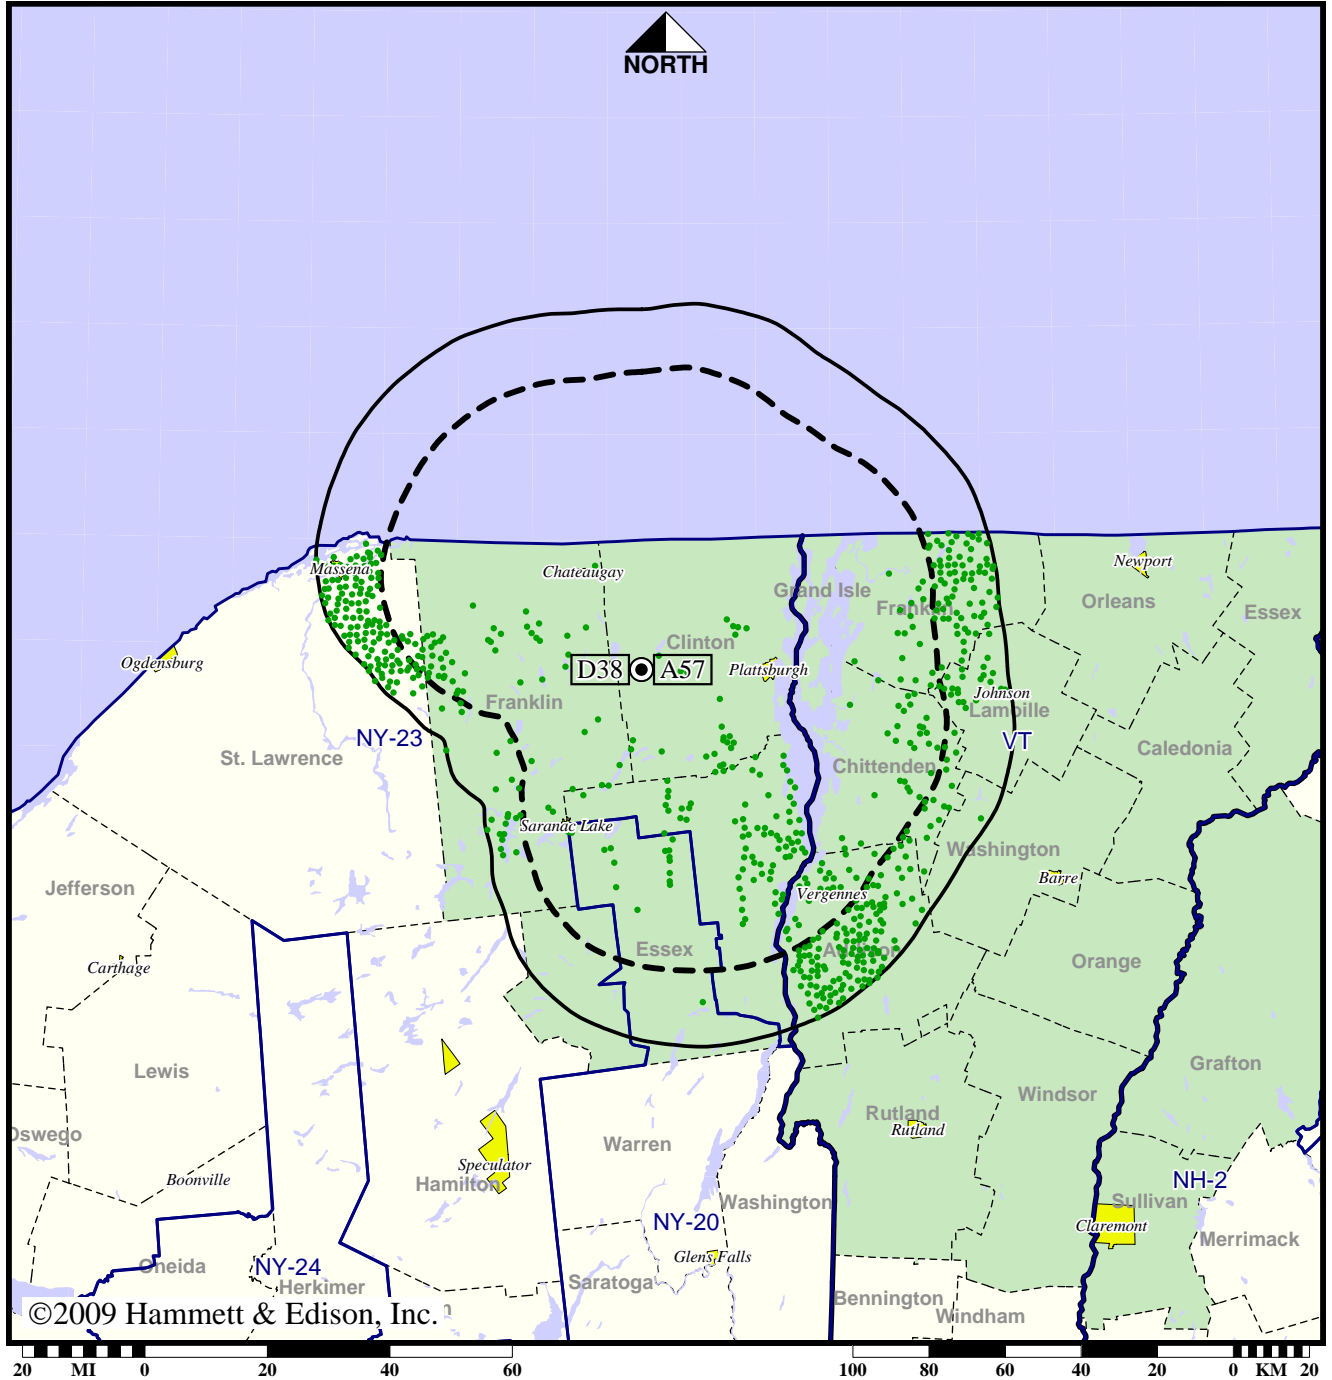 NORTH
Massena
Chateaugay
Newport
Grand Isle
Franklin
Orleans
Essex
Clinton
Ogdensburg
D38
A57
Plattsburgh
Franklin
Johnson
Lamoille
NY-23
VT
St. Lawrence
Caledonia
Chittenden
Saranac Lake
Washington
Jefferson
Barre
Vergennes
Essex
Addison
Carthage
Orange
Lewis
Grafton
Windsor
Rutland
Rutland
Oswego
Warren
Speculator
Boonville
Hamilton
NH-2
Sullivan
Washington
NY-20
Claremont
Merrimack
Glens Falls
Oneida
NY-24
Herkimer
Saratoga
Bennington
Windham
n
©2009 Hammett & Edison, Inc.
20 MI 0 20 40 60 100 80 60 40 20 0 KM 20